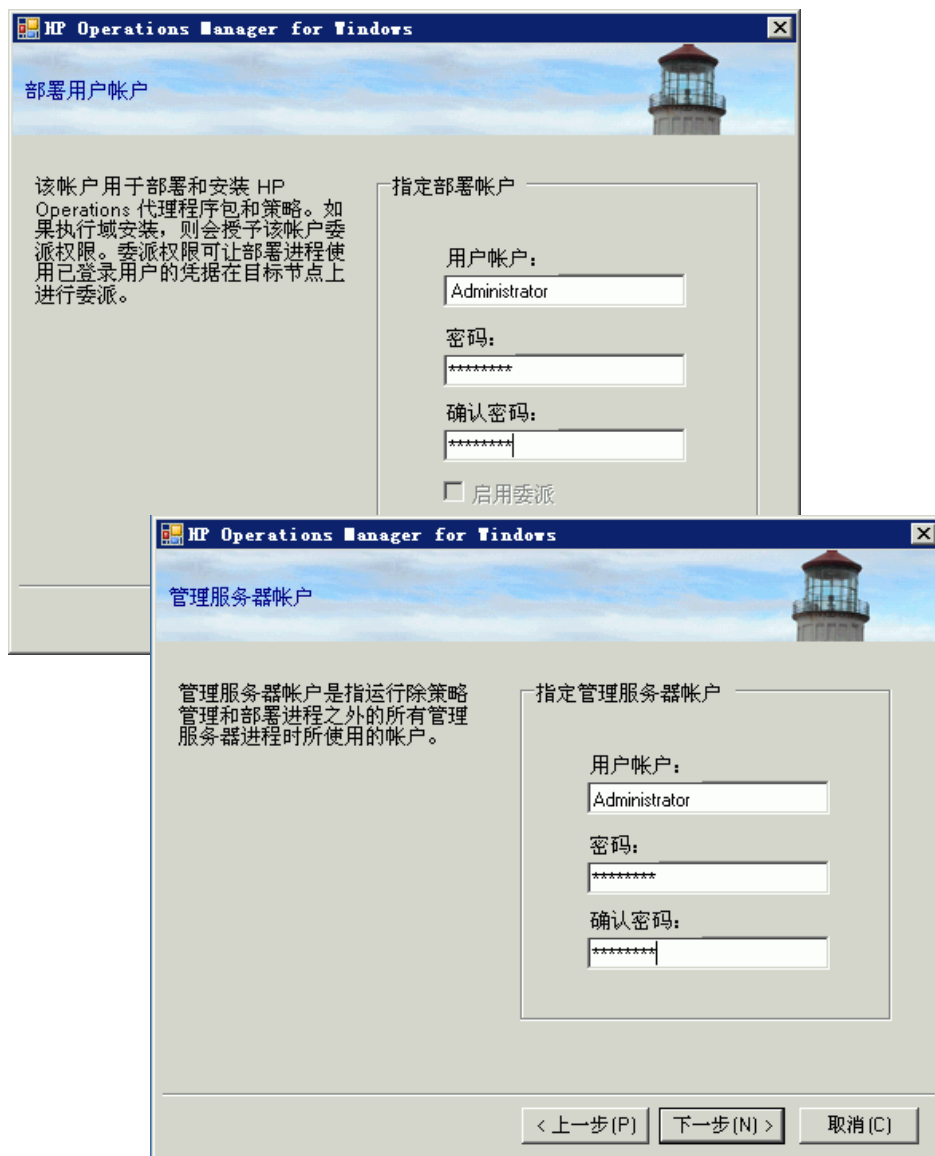 HP Operations Manager for Windows
部署用户帐户
该帐户用于部署和安装 HP
Operations 代理程序包和策略。如
果执行域安装，则会授予该帐户委
派权限。委派权限可让部署进程使
用已登录用户的凭据在目标节点上
进行委派。
指定部署帐户
用户帐户：
Administrator
密码：
********
确认密码：
********
启用委派
HP Operations Manager for Windows
管理服务器帐户
管理服务器帐户是指运行除策略
管理和部署进程之外的所有管理
服务器进程时所使用的帐户。
指定管理服务器帐户
用户帐户：
Administrator
密码：
********
确认密码：
********
< 上一步(P)
下一步(N) >
取消(C)